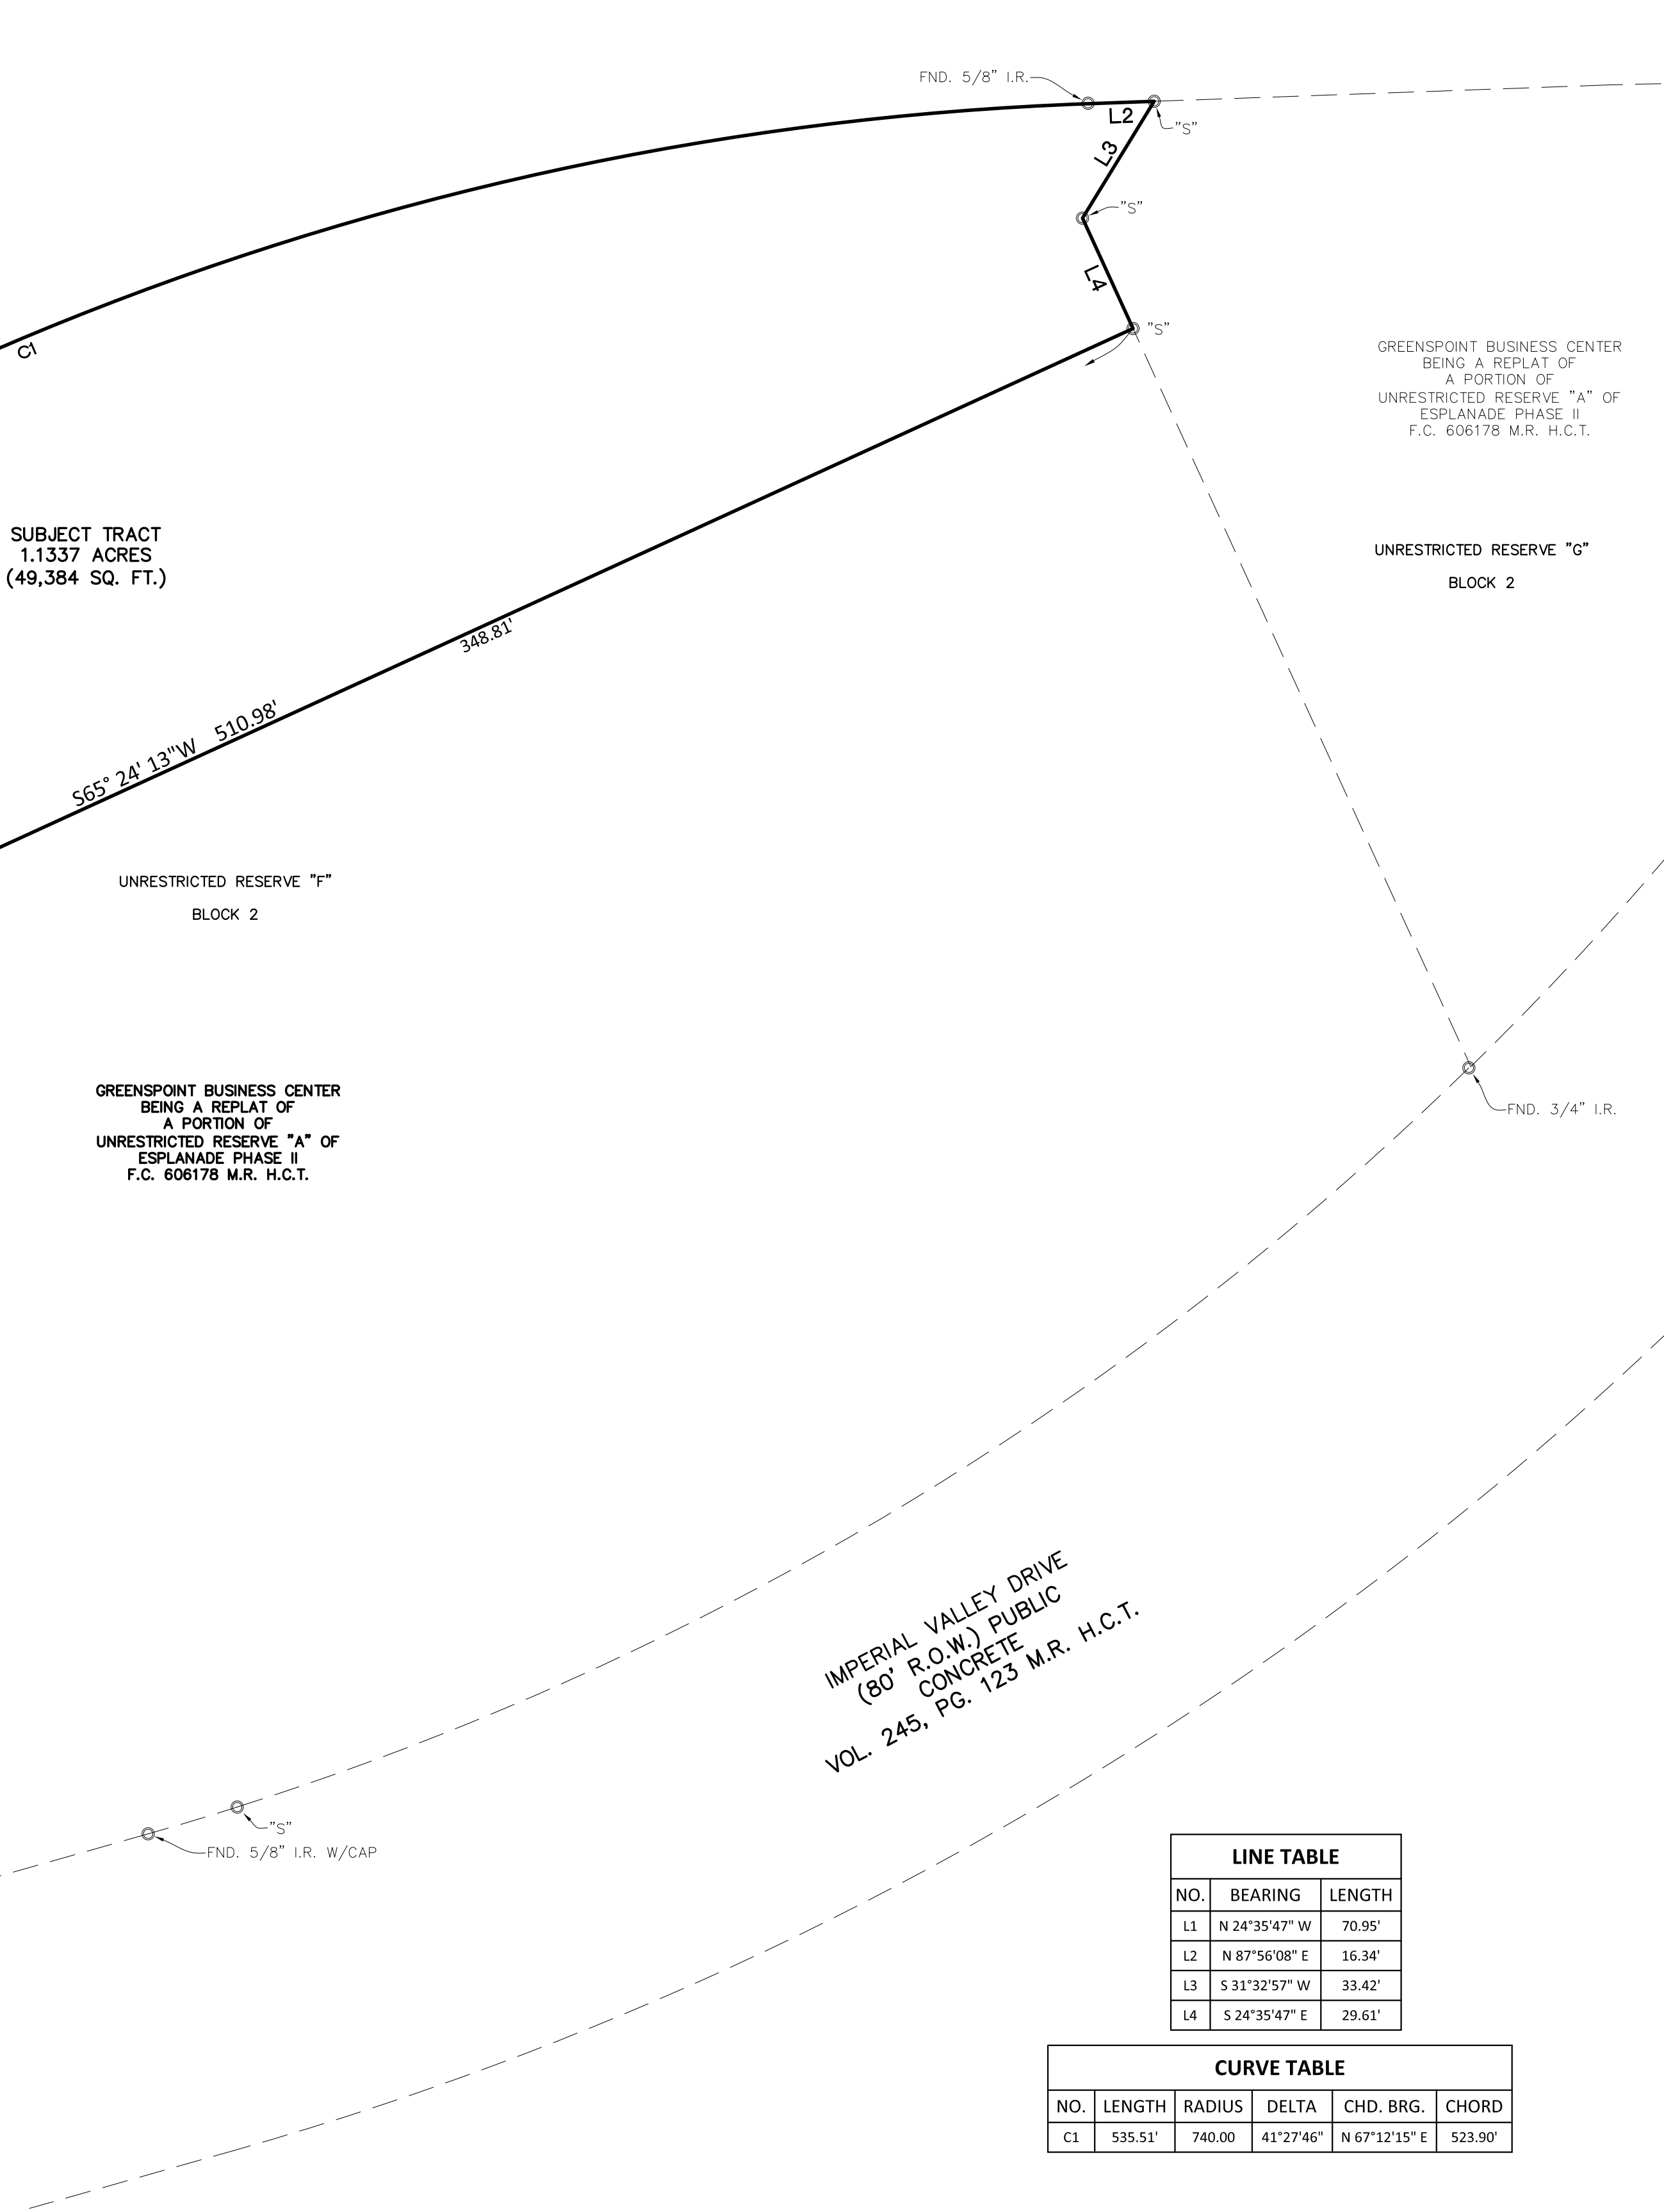 FND. 5/8" I.R.
L2
"S"
L3
"S"
L4
"S"
C1
GREENSPOINT BUSINESS CENTER
BEING A REPLAT OF
A PORTION OF
UNRESTRICTED RESERVE "A" OF
ESPLANADE PHASE II
F.C. 606178 M.R. H.C.T.
SUBJECT TRACT
1.1337 ACRES
(49,384 SQ. FT.)
UNRESTRICTED RESERVE "G"
BLOCK 2
348.81'
S65° 24' 13"W 510.98'
UNRESTRICTED RESERVE "F"
BLOCK 2
GREENSPOINT BUSINESS CENTER
BEING A REPLAT OF
A PORTION OF
UNRESTRICTED RESERVE "A" OF
ESPLANADE PHASE II
F.C. 606178 M.R. H.C.T.
FND. 3/4" I.R.
IMPERIAL VALLEY DRIVE
(80' R.O.W.) PUBLIC
CONCRETE
VOL. 245, PG. 123 M.R. H.C.T.
"S"
FND. 5/8" I.R. W/CAP
LINE TABLE
NO. BEARING LENGTH
L1 N 24°35'47" W 70.95'
L2 N 87°56'08" E 16.34'
L3 S 31°32'57" W 33.42'
L4 S 24°35'47" E 29.61'
CURVE TABLE
NO. LENGTH RADIUS DELTA CHD. BRG. CHORD
C1 535.51' 740.00 41°27'46" N 67°12'15" E 523.90'